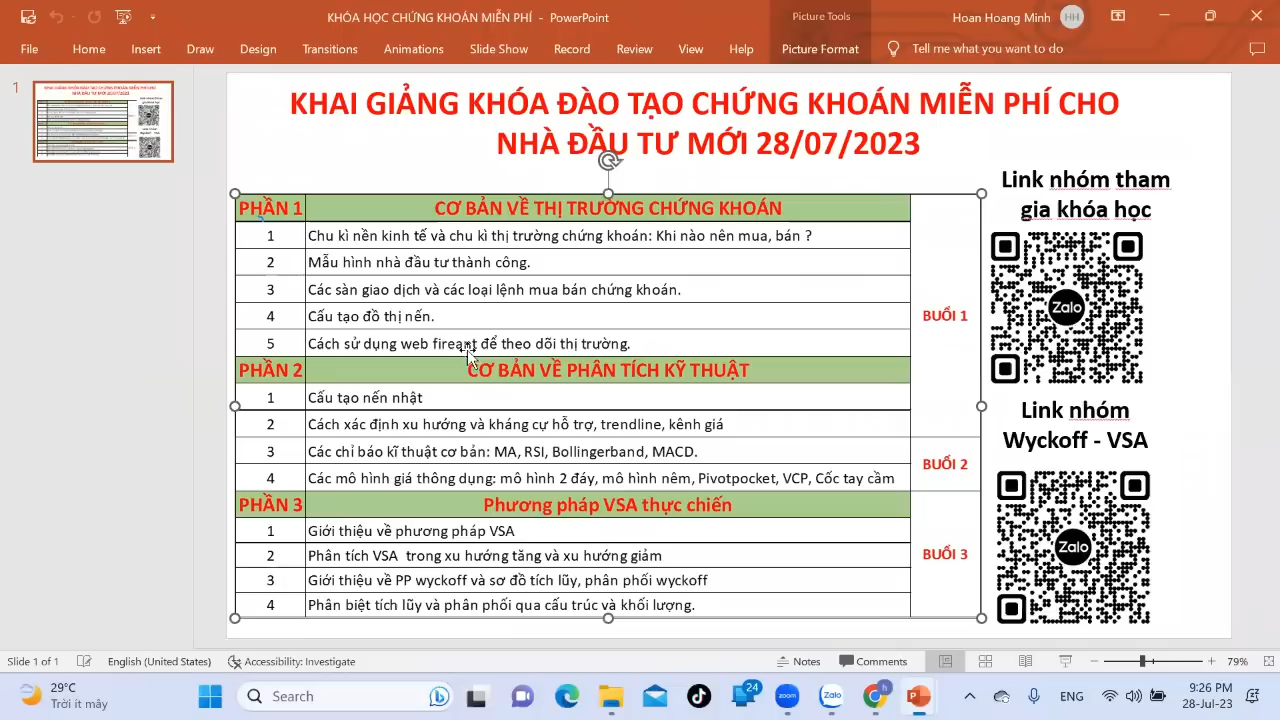 KHÓA HỌC CHỨNG KHOÁN MIỄN PHÍ - PowerPoint
Picture Tools
Hoan Hoang Minh
HH
File
Home
Insert
Draw
Design
Transitions
Animations
Slide Show
Record
Review
View
Help
Picture Format
Tell me what you want to do
1
KHAI GIẢNG KHÓA ĐÀO TẠO CHỨNG KHOÁN MIỄN PHÍ CHO
NHÀ ĐẦU TƯ MỚI 28/07/2023
PHẦN 1 CƠ BẢN VỀ THỊ TRƯỜNG CHỨNG KHOÁN
1 Chu kì nền kinh tế và chu kì thị trường chứng khoán: Khi nào nên mua, bán ?
2 Mẫu hình nhà đầu tư thành công.
3 Các sàn giao dịch và các loại lệnh mua bán chứng khoán.
4 Cấu tạo đồ thị nến.
BUỔI 1
5 Cách sử dụng web fireant để theo dõi thị trường.
PHẦN 2 CƠ BẢN VỀ PHÂN TÍCH KỸ THUẬT
1 Cấu tạo nến nhật
2 Cách xác định xu hướng và kháng cự hỗ trợ, trendline, kênh giá
3 Các chỉ báo kĩ thuật cơ bản: MA, RSI, Bollingerband, MACD.
BUỔI 2
4 Các mô hình giá thông dụng: mô hình 2 đáy, mô hình nêm, Pivotpocket, VCP, Cốc tay cầm
PHẦN 3 Phương pháp VSA thực chiến
1 Giới thiệu về phương pháp VSA
2 Phân tích VSA trong xu hướng tăng và xu hướng giảm
BUỔI 3
3 Giới thiệu về PP wyckoff và sơ đồ tích lũy, phân phối wyckoff
4 Phân biệt tích lũy và phân phối qua cấu trúc và khối lượng.
Link nhóm tham
gia khóa học
Zalo
Link nhóm
Wyckoff - VSA
Zalo
Slide 1 of 1
English (United States)
Accessibility: Investigate
Notes
Comments
79%
29°C
Trời ít mây
Search
24
zoom
Zalo
h
P
ENG
9:26 PM
28-Jul-23